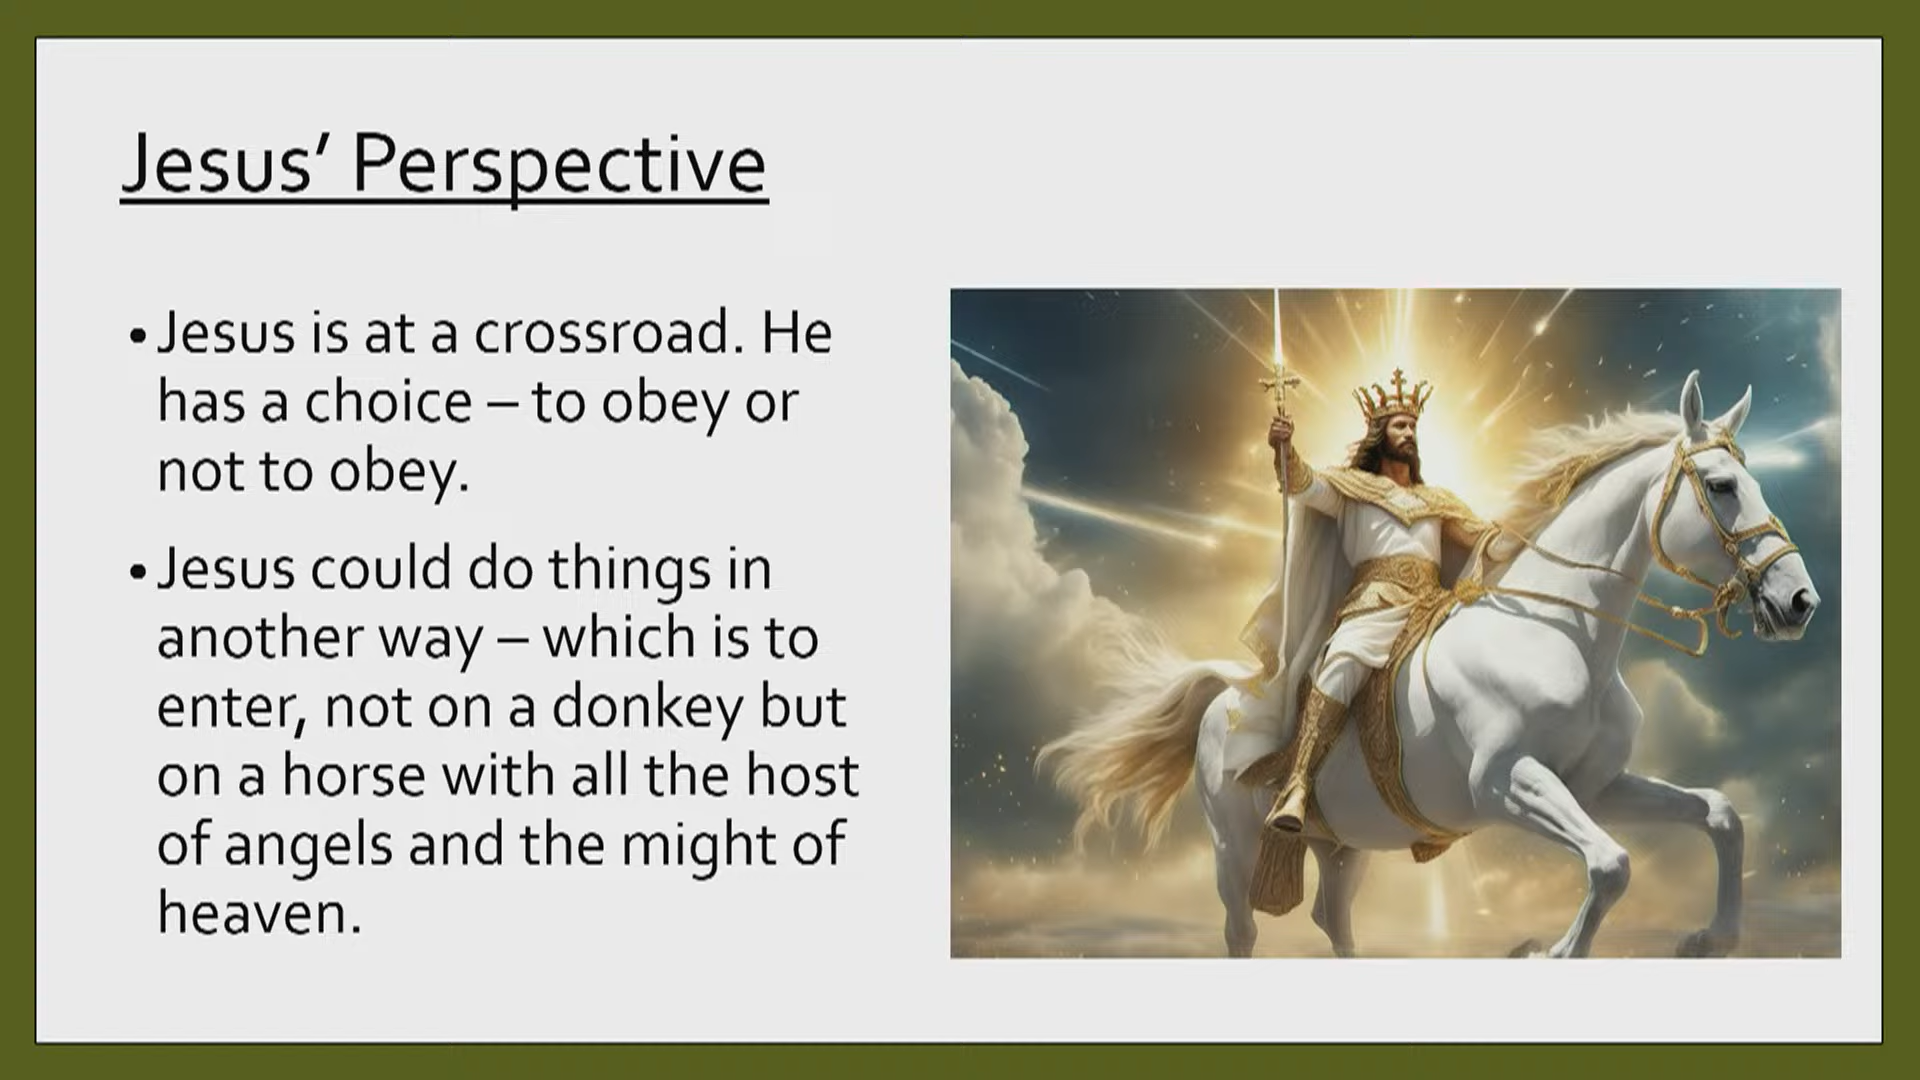 Jesus’ Perspective
• Jesus is at a crossroad. He
has a choice – to obey or
not to obey.
• Jesus could do things in
another way – which is to
enter, not on a donkey but
on a horse with all the host
of angels and the might of
heaven.